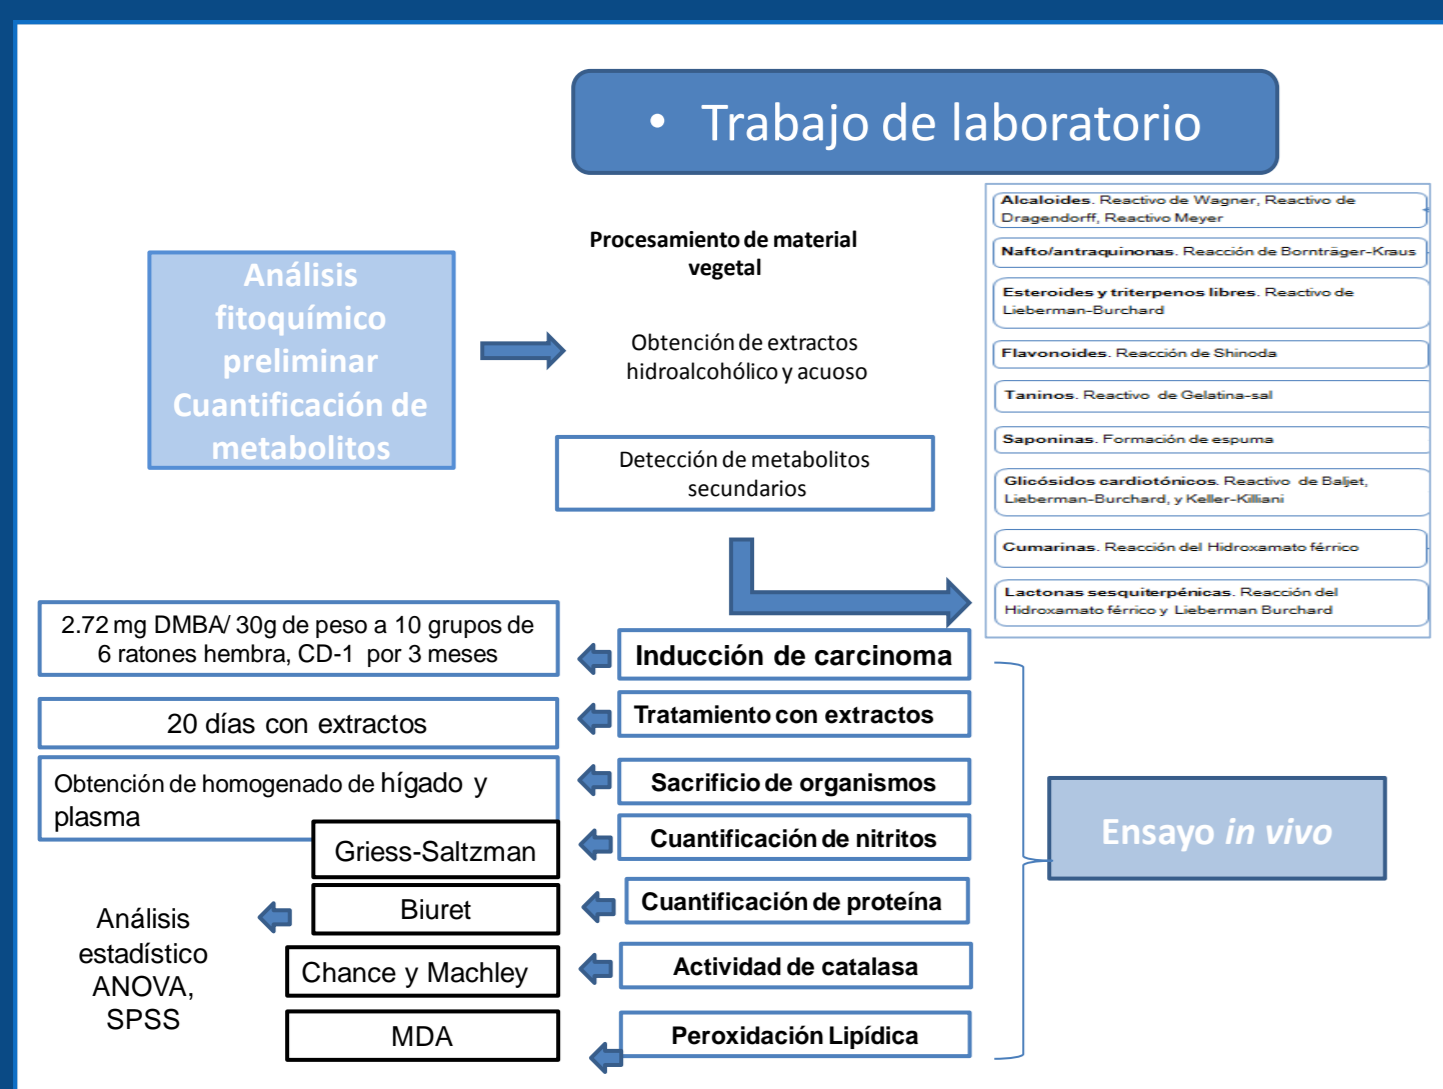 • Trabajo de laboratorio
Análisis
fitoquímico
preliminar
Cuantificación de
metabolitos
Procesamiento de material
vegetal
Obtención de extractos
hidroalcohólico y acuoso
Detección de metabolitos
secundarios
Alcaloides. Reactivo de Wagner, Reactivo de
Dragendorff, Reactivo Meyer
Nafto/antraquinonas. Reacción de Bornträger-Kraus
Esteroides y triterpenos libres. Reactivo de
Lieberman-Burchard
Flavonoides. Reacción de Shinoda
Taninos. Reactivo de Gelatina-sal
Saponinas. Formación de espuma
Glicósidos cardiotónicos. Reactivo de Baljet,
Lieberman-Burchard, y Keller-Killiani
Cumarinas. Reacción del Hidroxamato férrico
Lactonas sesquiterpénicas. Reacción del
Hidroxamato férrico y Lieberman Burchard
2.72 mg DMBA/ 30g de peso a 10 grupos de
6 ratones hembra, CD-1 por 3 meses
Inducción de carcinoma
20 días con extractos
Tratamiento con extractos
Obtención de homogenado de hígado y
plasma
Sacrificio de organismos
Griess-Saltzman
Cuantificación de nitritos
Biuret
Cuantificación de proteína
Chance y Machley
Actividad de catalasa
MDA
Peroxidación Lipídica
Análisis
estadístico
ANOVA,
SPSS
Ensayo in vivo